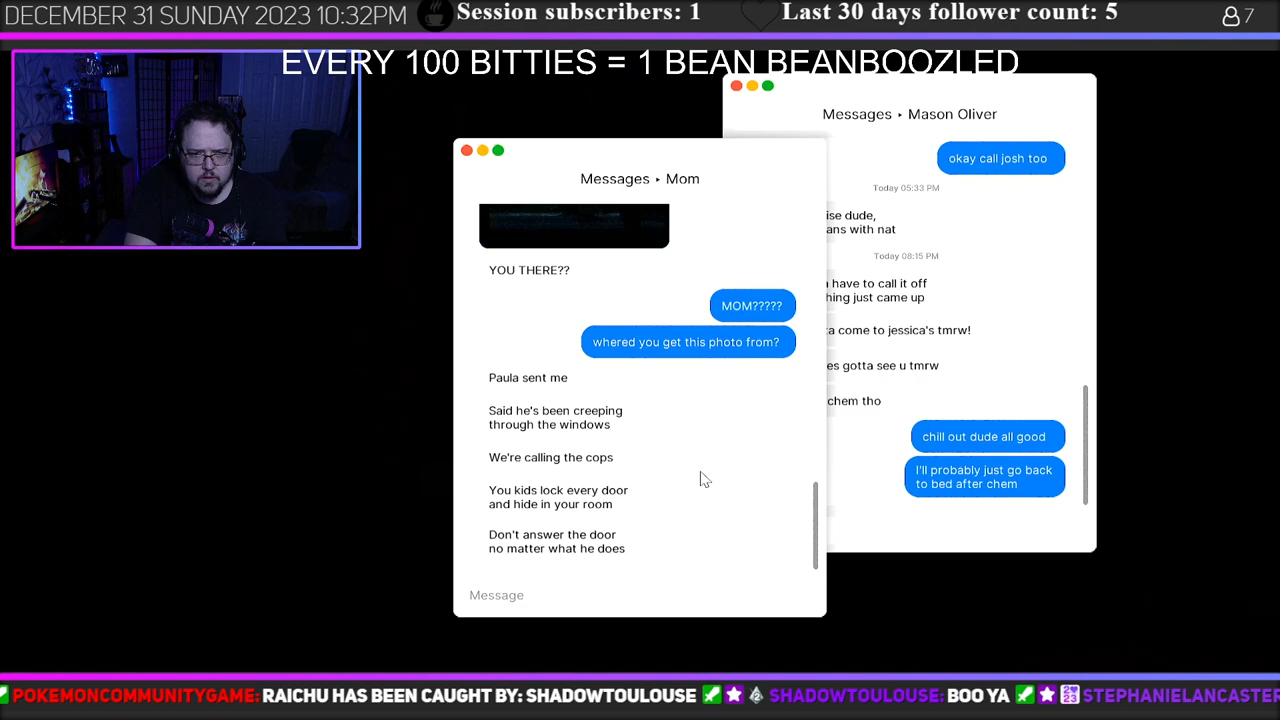 DECEMBER 31 SUNDAY 2023 10:32PM
Session subscribers: 1
Last 30 days follower count: 5
7
EVERY 100 BITTIES = 1 BEAN BEANBOOZLED
Messages ‣ Mason Oliver
okay call josh too
Today 05:33 PM
ise dude,
ans with nat
Today 08:15 PM
have to call it off
hing just came up
a come to jessica's tmrw!
es gotta see u tmrw
chem tho
chill out dude all good
I'll probably just go back
to bed after chem
Messages ‣ Mom
YOU THERE??
MOM?????
whered you get this photo from?
Paula sent me
Said he's been creeping
through the windows
We're calling the cops
You kids lock every door
and hide in your room
Don't answer the door
no matter what he does
Message
POKEMONCOMMUNITYGAME: RAICHU HAS BEEN CAUGHT BY: SHADOWTOULOUSE SHADOWTOULOUSE: BOO YA STEPHANIELANCASTER